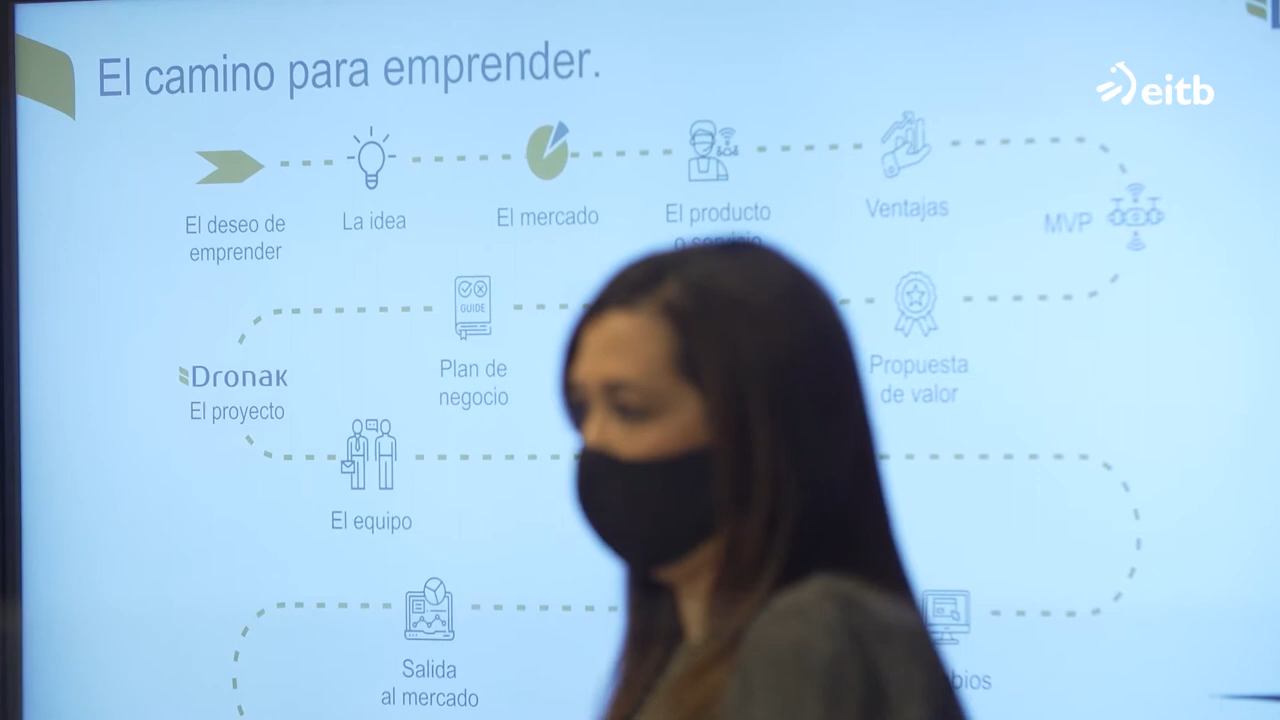 El camino para emprender.
eitb
El deseo de
emprender
La idea
El mercado
El producto
o servicio
Ventajas
MVP
GUIDE
Plan de
negocio
Propuesta
de valor
Dronak
El proyecto
El equipo
Salida
al mercado